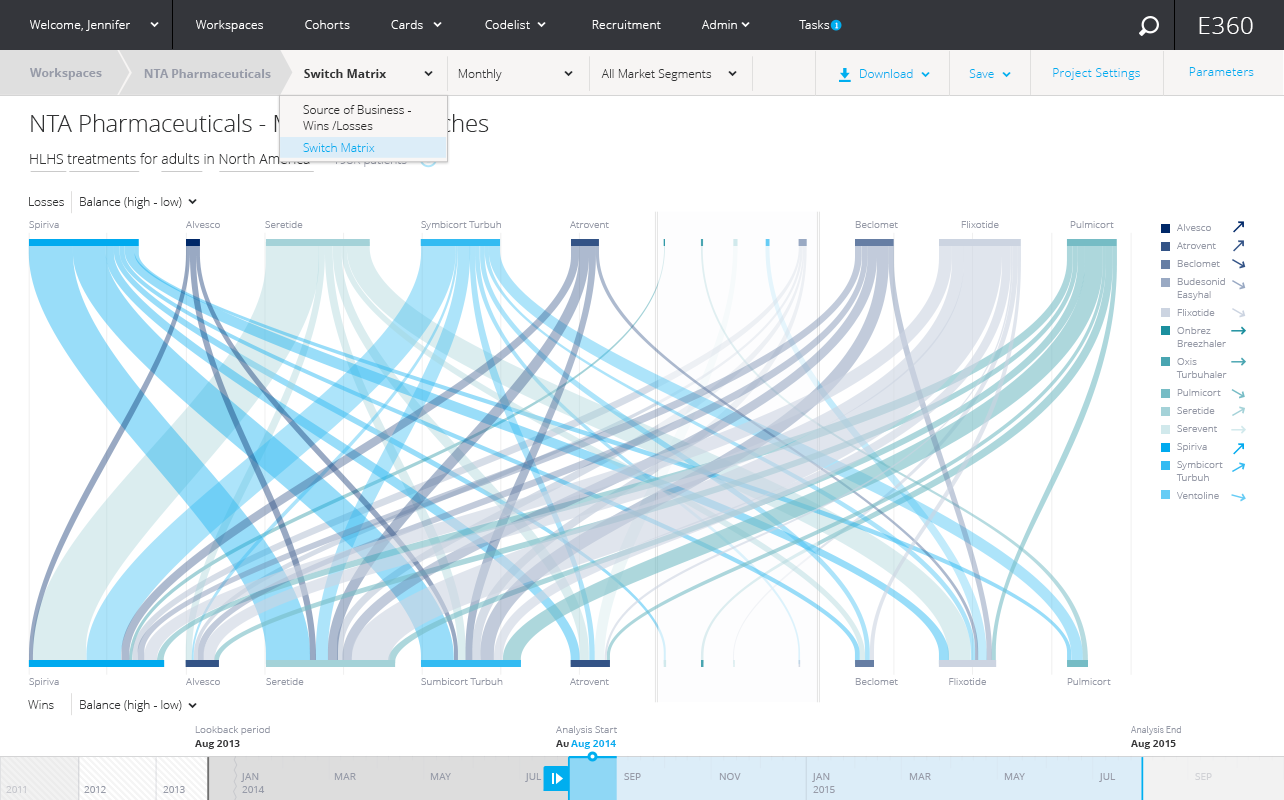 Welcome, Jennifer Workspaces Cohorts Cards Codelist Recruitment Admin Tasks E360
Workspaces NTA Pharmaceuticals Switch Matrix Monthly All Market Segments Download Save Project Settings Parameters
Source of Business -
Wins /Losses
Switch Matrix
NTA Pharmaceuticals -
HLHS treatments for adults in North America patients
Losses Balance (high - low)
Spiriva Alvesco Seretide Symbicort Turbuh Atrovent Beclomet Flixotide Pulmicort
Alvesco
Atrovent
Beclomet
Budesonid
Easyhal
Flixotide
Onbrez
Breezhaler
Oxis
Turbuhaler
Pulmicort
Seretide
Serevent
Spiriva
Symbicort
Turbuh
Ventoline
Spiriva Alvesco Seretide Sumbicort Turbuh Atrovent Beclomet Flixotide Pulmicort
Wins Balance (high - low)
Lookback period Analysis Start Analysis End
Aug 2013 Au Aug 2014 Aug 2015
JAN MAR MAY JUL SEP NOV JAN MAR MAY JUL SEP
2011 2012 2013 2014 2015